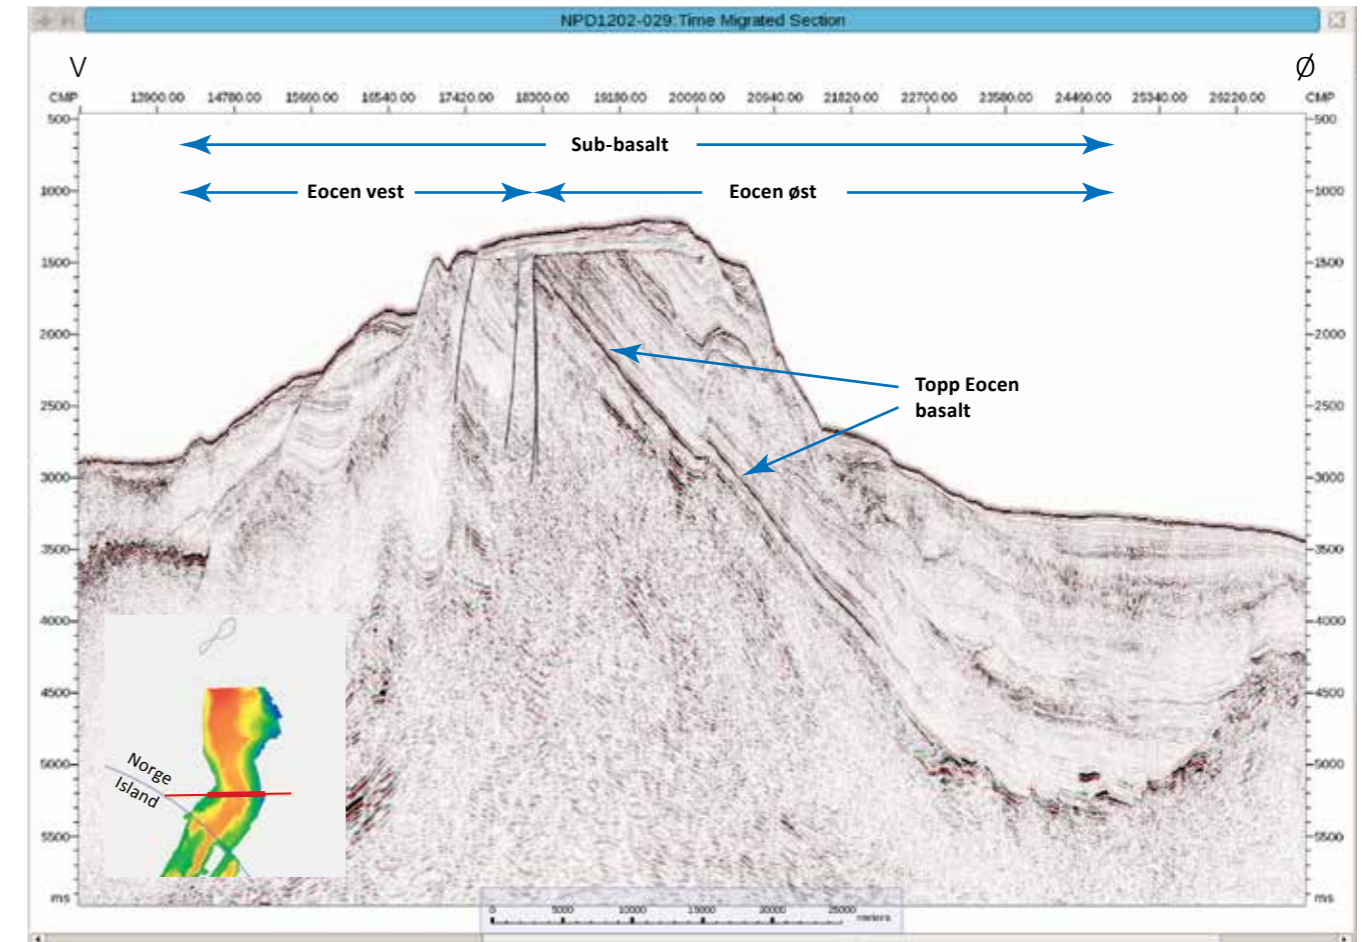 NPD1202-029:Time Migrated Section
V Ø
CMP 13900.00 14780.00 15660.00 16540.00 17420.00 18300.00 19180.00 20060.00 20940.00 21820.00 22700.00 23580.00 24460.00 25340.00 26220.00 CMP
500 500
Sub-basalt
1000 Eocen vest Eocen øst 1000
1500 1500
2000 2000
Topp Eocen
basalt
2500 2500
3000 3000
3500 3500
4000 4000
4500 4500
Norge
Island
5000 5000
5500 5500
ms ms
0 5000 10000 15000 20000 25000
meters